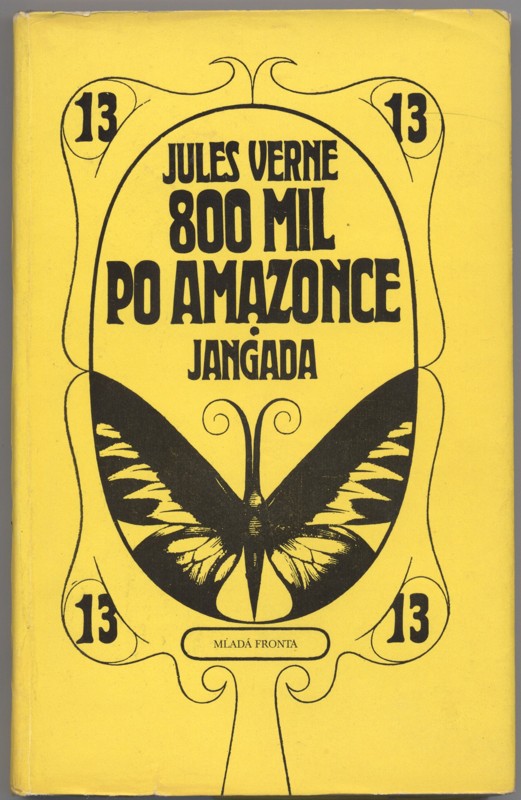 13 13
JULES VERNE
800 MIL
PO AMAZONCE
•
JANGADA
13 13
MLADÁ FRONTA